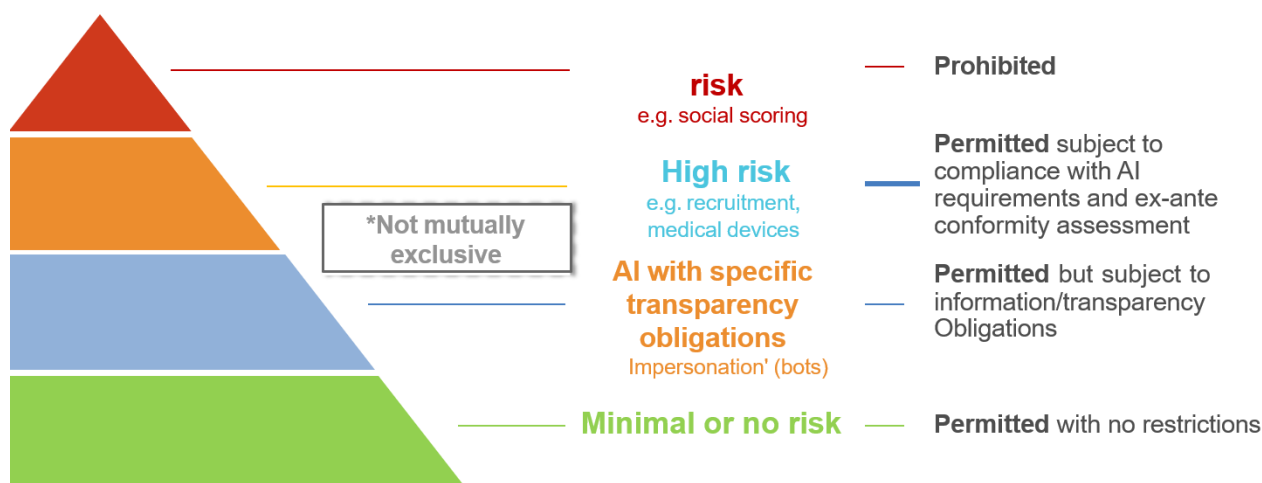 risk
e.g. social scoring
Prohibited
High risk
e.g. recruitment,
medical devices
Permitted subject to
compliance with AI
requirements and ex-ante
conformity assessment
*Not mutually
exclusive
AI with specific
transparency
obligations
Impersonation' (bots)
Permitted but subject to
information/transparency
Obligations
Minimal or no risk
Permitted with no restrictions